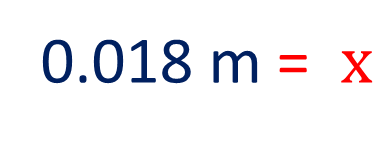 0.018 m = x